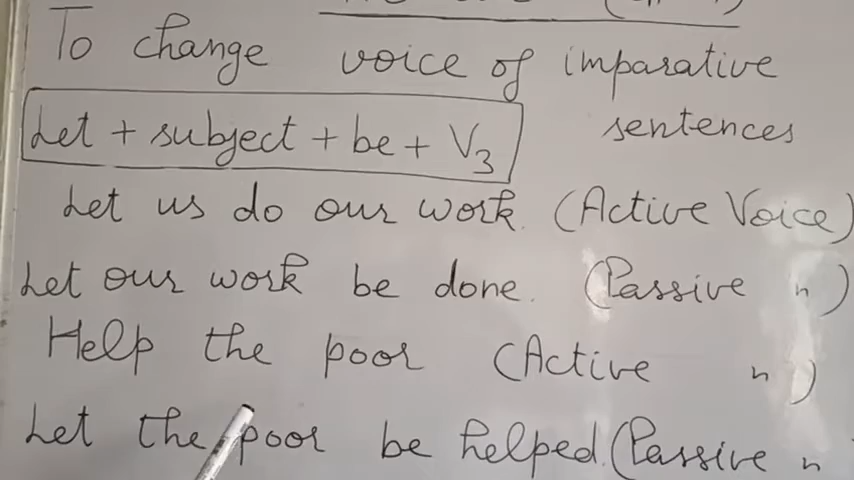 To change voice of imparative
sentences
Let + subject + be + V3
Let us do our work. (Active Voice)
Let our work be done. (Passive " )
Help the poor (Active " )
Let the poor be helped. (Passive "